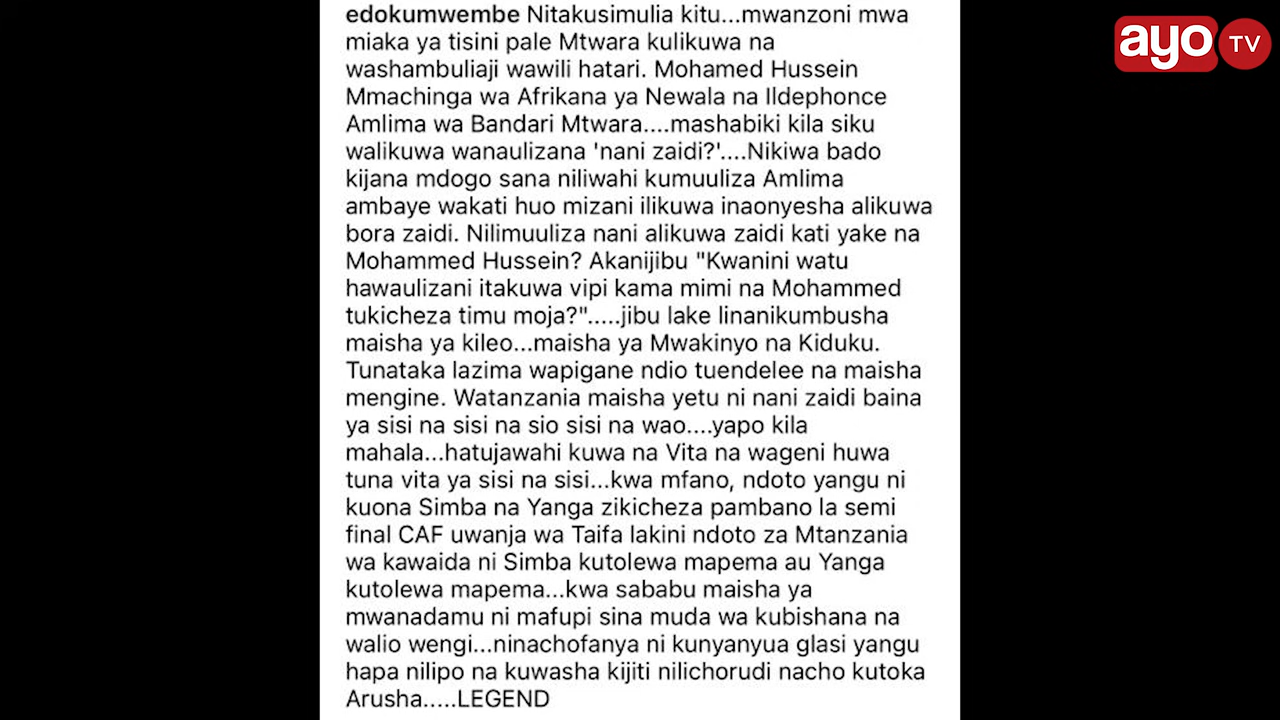 edokumwembe Nitakusimulia kitu...mwanzoni mwa
miaka ya tisini pale Mtwara kulikuwa na
washambuliaji wawili hatari. Mohamed Hussein
Mmachinga wa Afrikana ya Newala na Ildephonce
Amlima wa Bandari Mtwara....mashabiki kila siku
walikuwa wanaulizana 'nani zaidi?'....Nikiwa bado
kijana mdogo sana niliwahi kumuuliza Amlima
ambaye wakati huo mizani ilikuwa inaonyesha alikuwa
bora zaidi. Nilimuuliza nani alikuwa zaidi kati yake na
Mohammed Hussein? Akanijibu "Kwanini watu
hawaulizani itakuwa vipi kama mimi na Mohammed
tukicheza timu moja?".....jibu lake linanikumbusha
maisha ya kileo...maisha ya Mwakinyo na Kiduku.
Tunataka lazima wapigane ndio tuendelee na maisha
mengine. Watanzania maisha yetu ni nani zaidi baina
ya sisi na sisi na sio sisi na wao....yapo kila
mahala...hatujawahi kuwa na Vita na wageni huwa
tuna vita ya sisi na sisi...kwa mfano, ndoto yangu ni
kuona Simba na Yanga zikicheza pambano la semi
final CAF uwanja wa Taifa lakini ndoto za Mtanzania
wa kawaida ni Simba kutolewa mapema au Yanga
kutolewa mapema...kwa sababu maisha ya
mwanadamu ni mafupi sina muda wa kubishana na
walio wengi...ninachofanya ni kunyanyua glasi yangu
hapa nilipo na kuwasha kijiti nilichorudi nacho kutoka
Arusha.....LEGEND
ayo TV